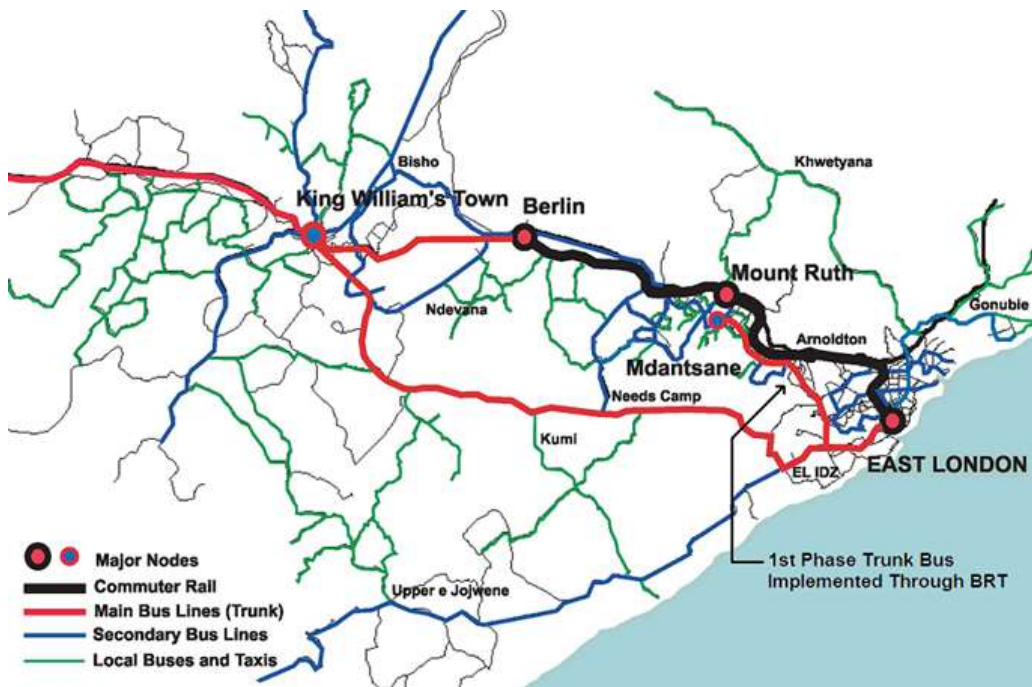 Khwetyana
Bisho
King William's Town
Berlin
Mount Ruth
Gonubie
Ndevana
Arnoldton
Mdantsane
Needs Camp
Kumi
EAST LONDON
EL IDZ
1st Phase Trunk Bus
Implemented Through BRT
Upper e Jojwene
Major Nodes
Commuter Rail
Main Bus Lines (Trunk)
Secondary Bus Lines
Local Buses and Taxis